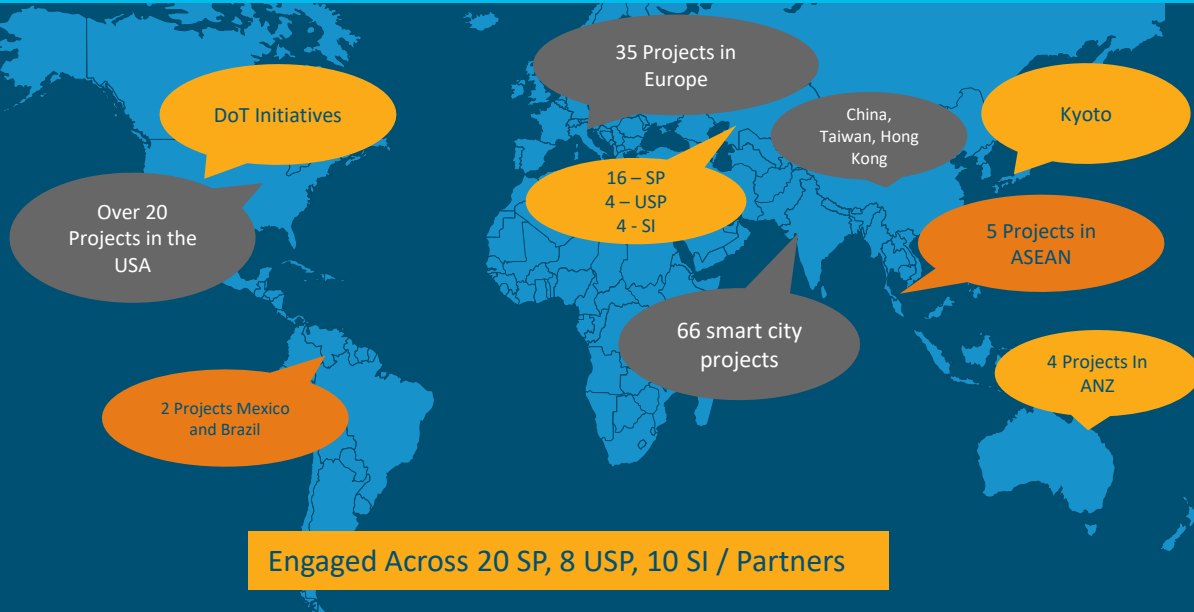 35 Projects in
Europe
DoT Initiatives
China,
Taiwan, Hong
Kong
Kyoto
16 – SP
4 – USP
4 - SI
Over 20
Projects in the
USA
5 Projects in
ASEAN
66 smart city
projects
4 Projects In
ANZ
2 Projects Mexico
and Brazil
Engaged Across 20 SP, 8 USP, 10 SI / Partners